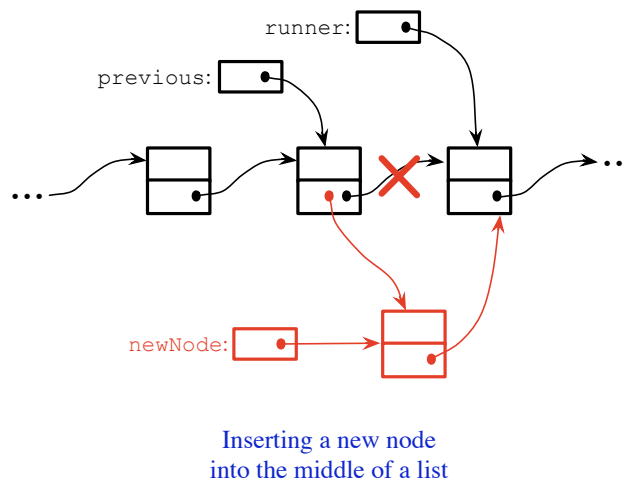 runner:
previous:
...
..
newNode:
Inserting a new node
into the middle of a list